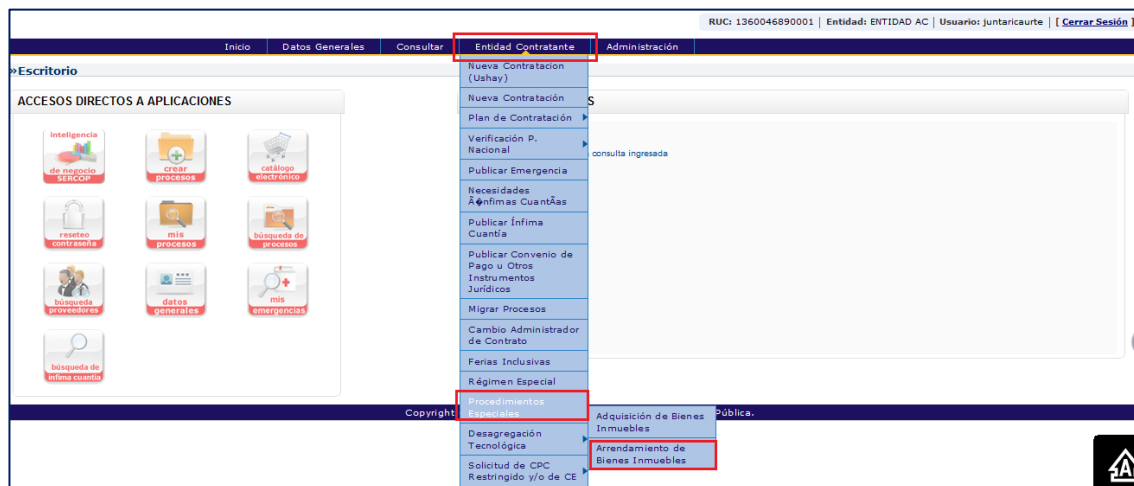 RUC: 1360046890001 | Entidad: ENTIDAD AC | Usuario: juntaricaurte | [ Cerrar Sesión ]
Inicio Datos Generales Consultar Entidad Contratante Administración
»Escritorio
ACCESOS DIRECTOS A APLICACIONES
inteligencia
de negocio
SERCOP
crear
procesos
catálogo
electrónico
reseteo
contraseña
mis
procesos
búsqueda de
procesos
búsqueda
proveedores
datos
generales
mis
emergencias
búsqueda de
ínfima cuantía
Nueva Contratacion
(Ushay)
Nueva Contratación
Plan de Contratación
Verificación P.
Nacional
Publicar Emergencia
Necesidades
Ã�nfimas CuantÃ­as
Publicar Ínfima
Cuantía
Publicar Convenio de
Pago u Otros
Instrumentos
Jurídicos
Migrar Procesos
Cambio Administrador
de Contrato
Ferias Inclusivas
Régimen Especial
Procedimientos
Especiales
Desagregación
Tecnológica
Solicitud de CPC
Restringido y/o de CE
Adquisición de Bienes
Inmuebles
Arrendamiento de
Bienes Inmuebles
S
consulta ingresada
Copyright
Pública.